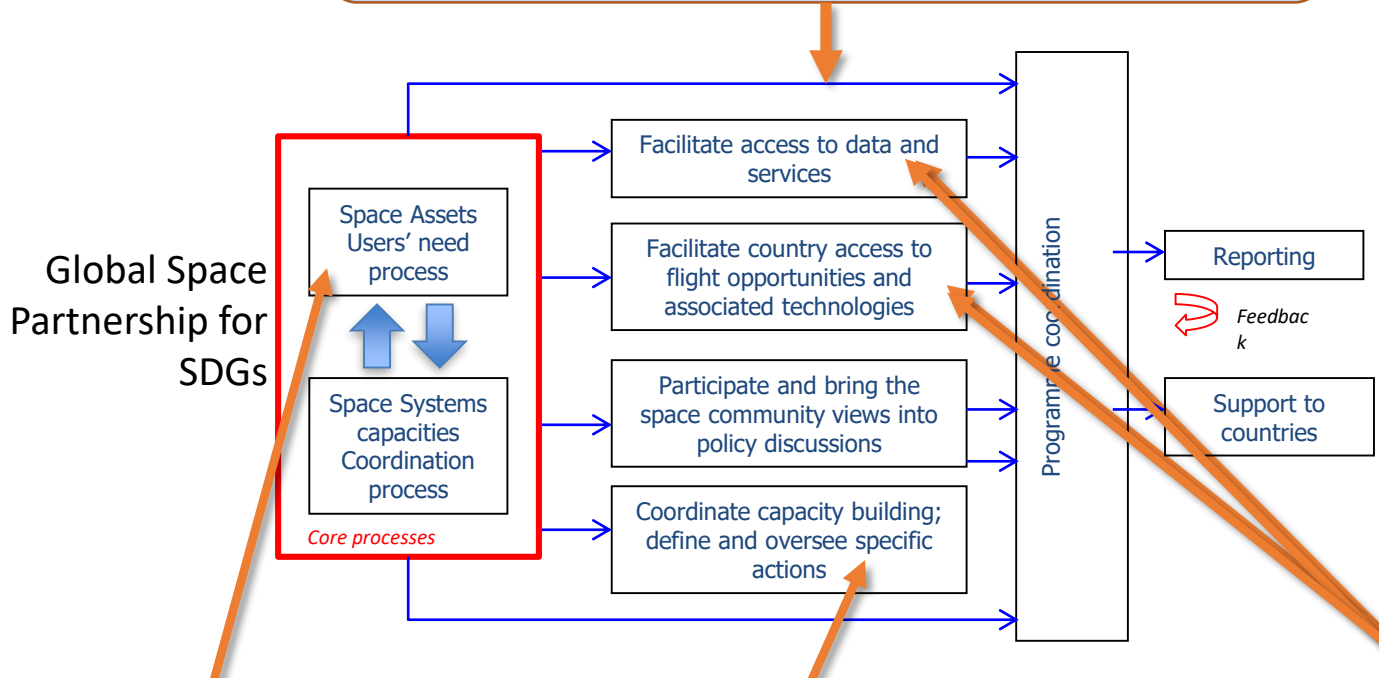 Global Space
Partnership for
SDGs
Space Assets
Users’ need
process
Space Systems
capacities
Coordination
process
Core processes
Facilitate access to data and
services
Facilitate country access to
flight opportunities and
associated technologies
Participate and bring the
space community views into
policy discussions
Coordinate capacity building;
define and oversee specific
actions
Programme coordination
Reporting
Feedbac
k
Support to
countries